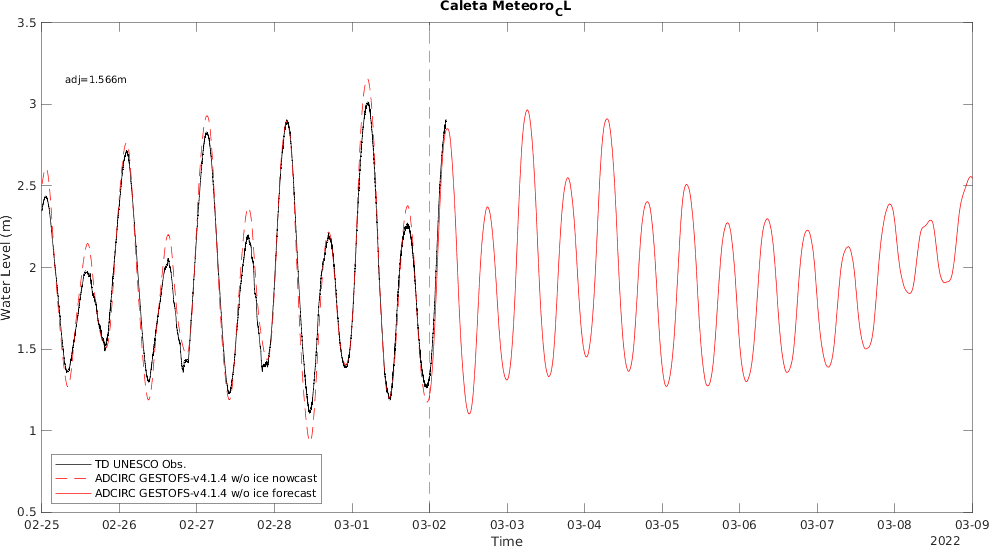 Caleta Meteoro_CL
adj=1.566m
3.5
3
2.5
2
1.5
1
0.5
Water Level (m)
TD UNESCO Obs.
ADCIRC GESTOFS-v4.1.4 w/o ice nowcast
ADCIRC GESTOFS-v4.1.4 w/o ice forecast
02-25 02-26 02-27 02-28 03-01 03-02 03-03 03-04 03-05 03-06 03-07 03-08 03-09
Time
2022